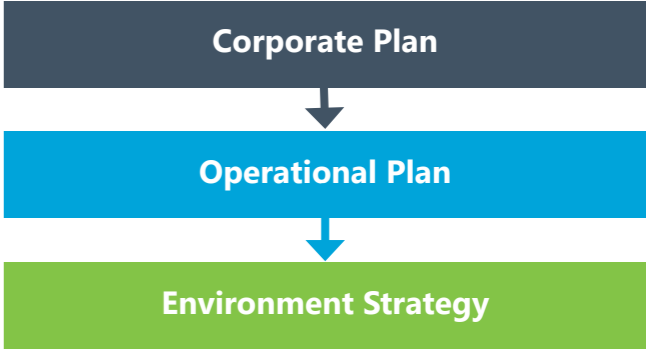 Corporate Plan
Operational Plan
Environment Strategy